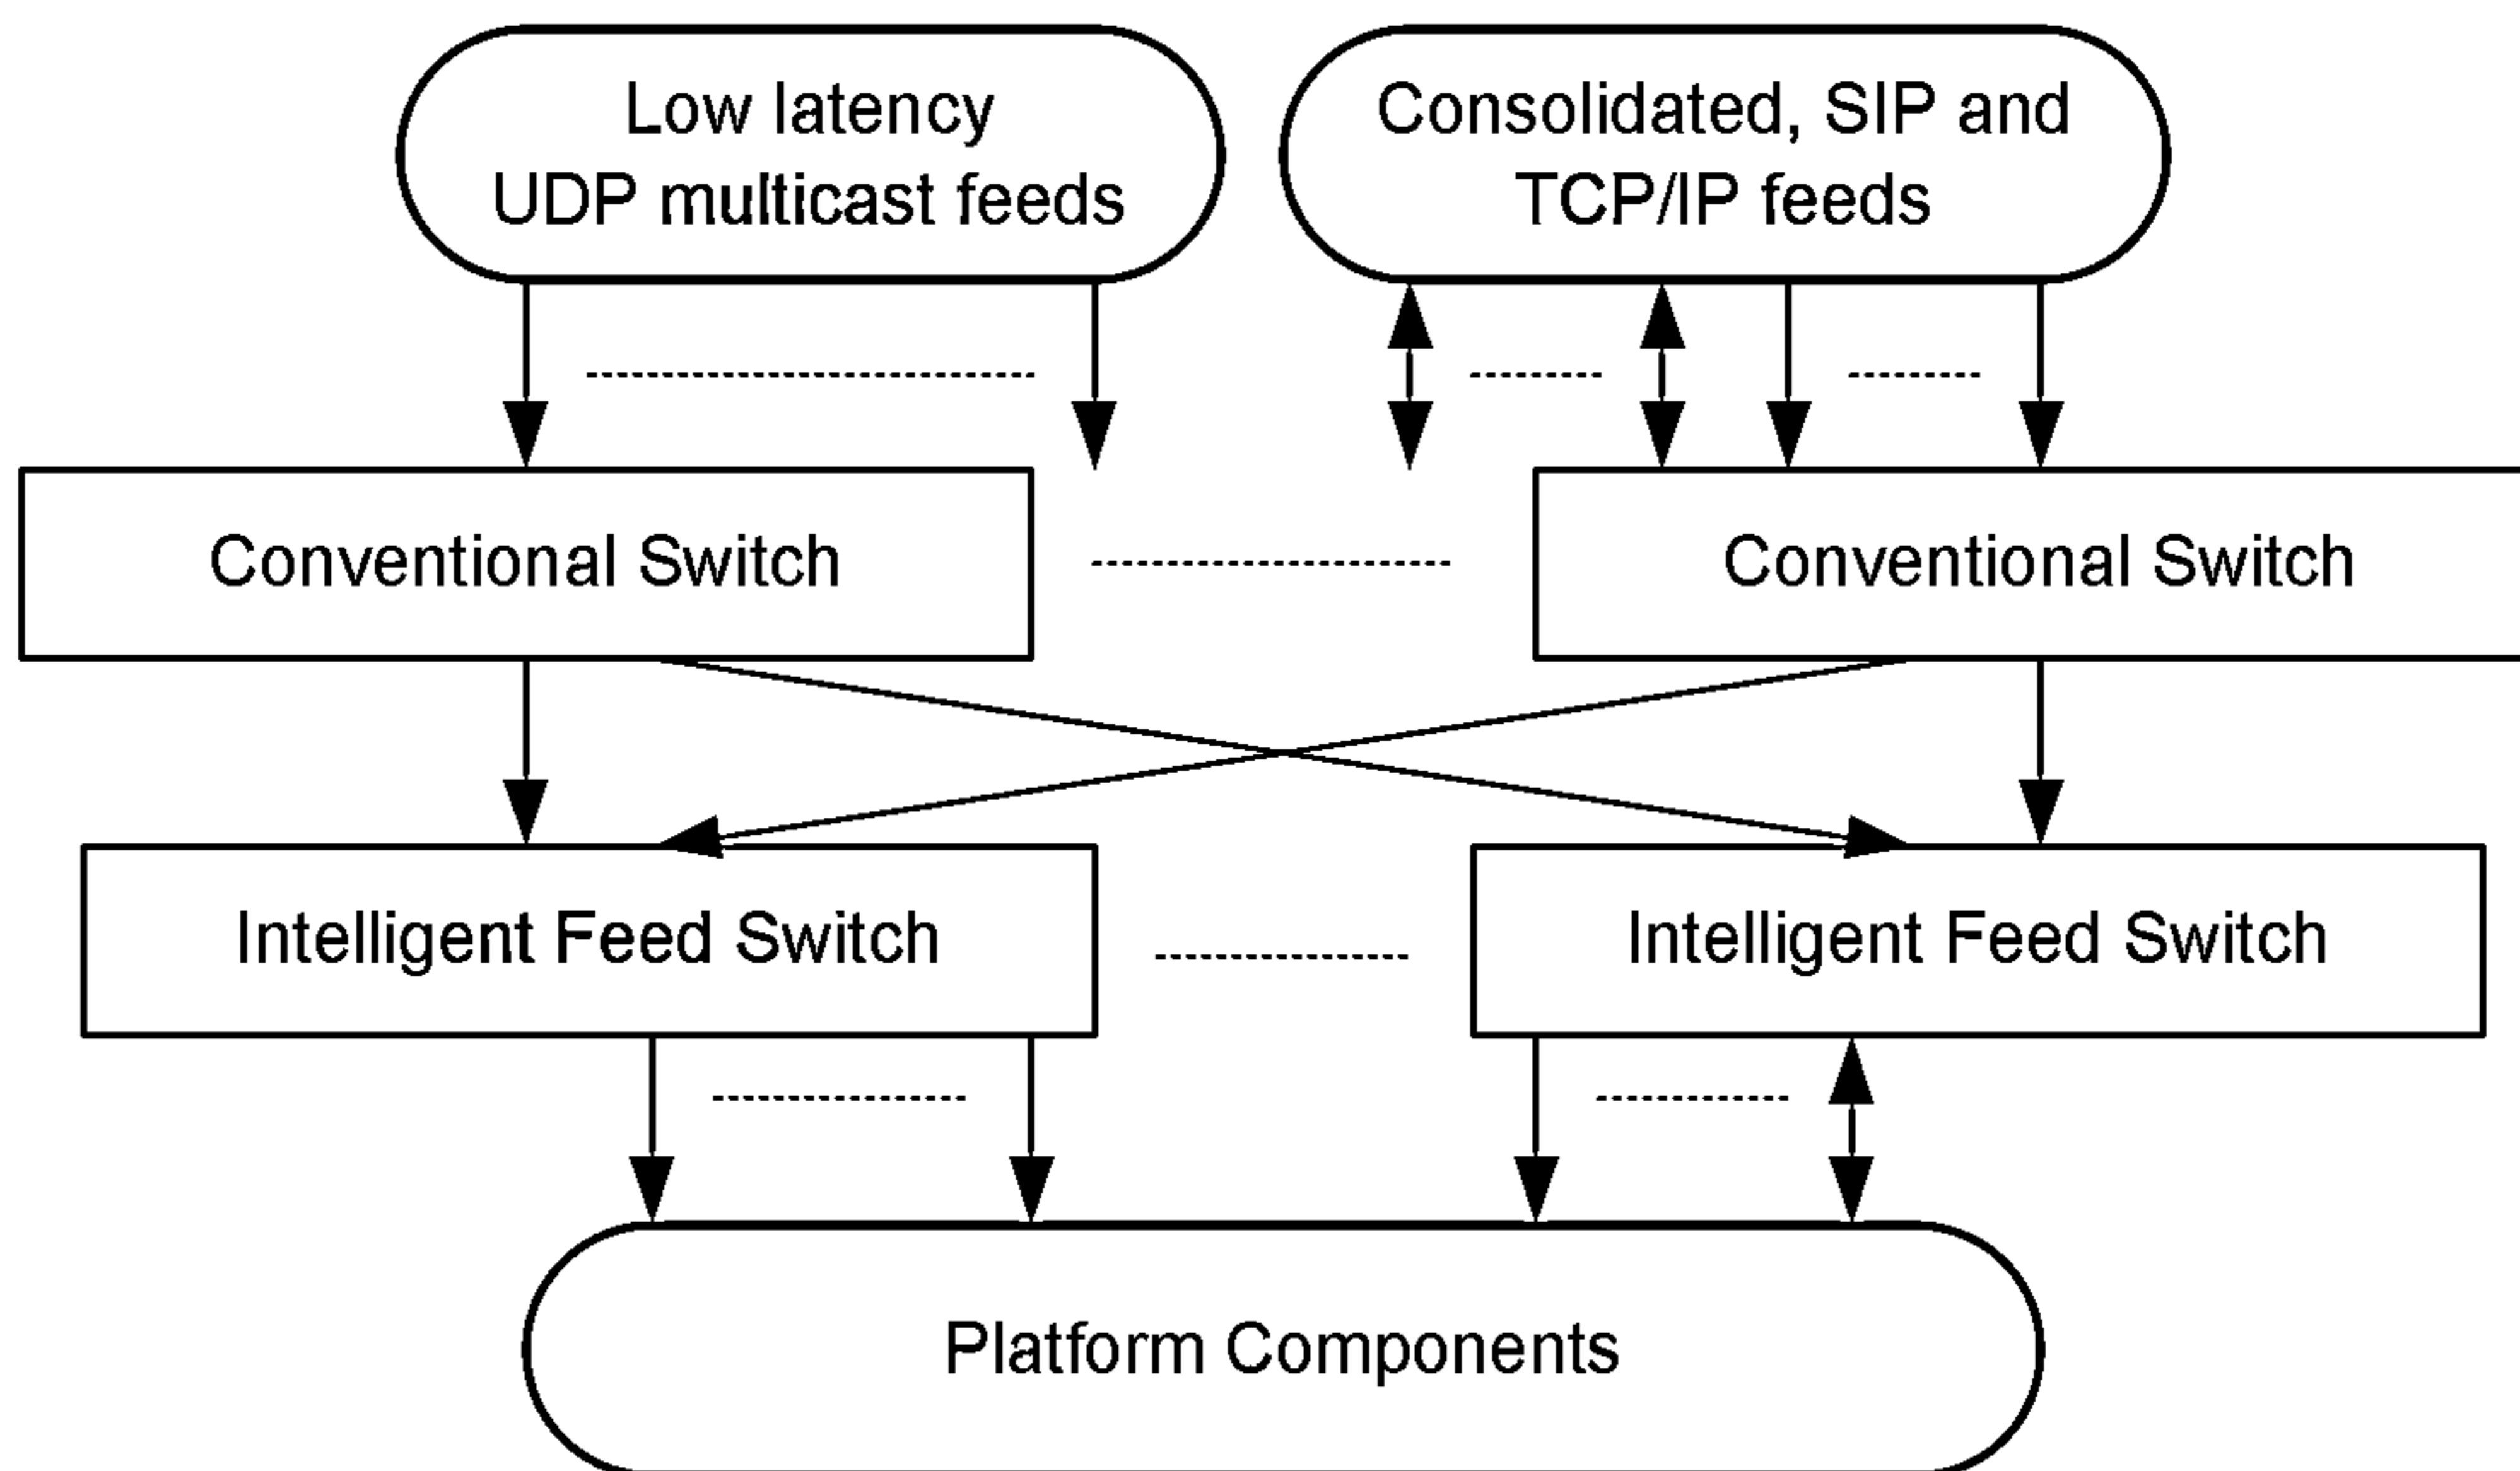 Low latency
UDP multicast feeds
Consolidated, SIP and
TCP/IP feeds
Conventional Switch
Conventional Switch
Intelligent Feed Switch
Intelligent Feed Switch
Platform Components